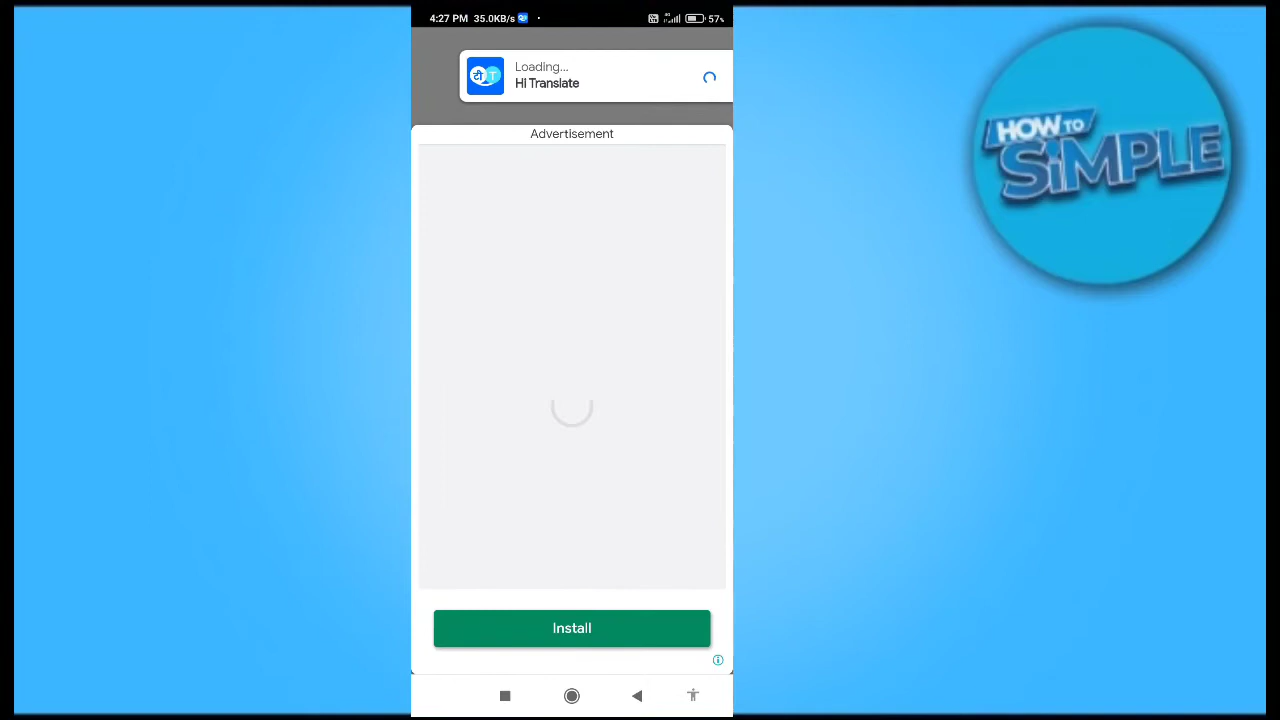 4:27 PM 35.0KB/s 57%
Loading...
टी T
Hi Translate
Advertisement
Install
HOW TO
SiMPLE